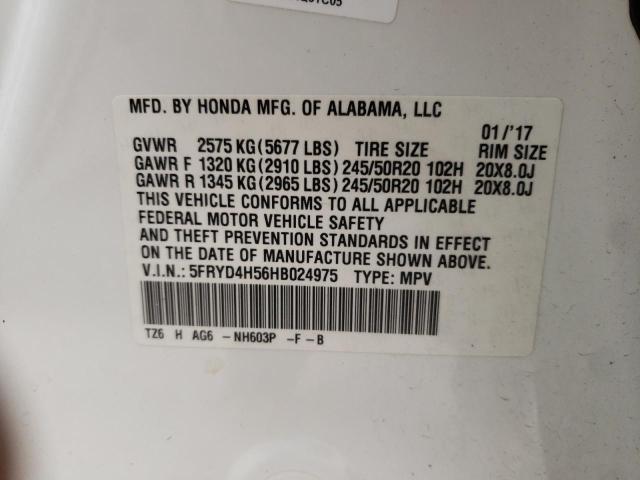 MFD. BY HONDA MFG. OF ALABAMA, LLC
01/'17
GVWR 2575 KG(5677 LBS) TIRE SIZE RIM SIZE
GAWR F 1320 KG(2910 LBS)245/50R20 102H 20X8.0J
GAWR R 1345 KG(2965 LBS)245/50R20 102H 20X8.0J
THIS VEHICLE CONFORMS TO ALL APPLICABLE
FEDERAL MOTOR VEHICLE SAFETY
AND THEFT PREVENTION STANDARDS IN EFFECT
ON THE DATE OF MANUFACTURE SHOWN ABOVE.
V.I.N.: 5FRYD4H56HB024975 TYPE: MPV
TZ6 H AG6 -NH603P -F-B